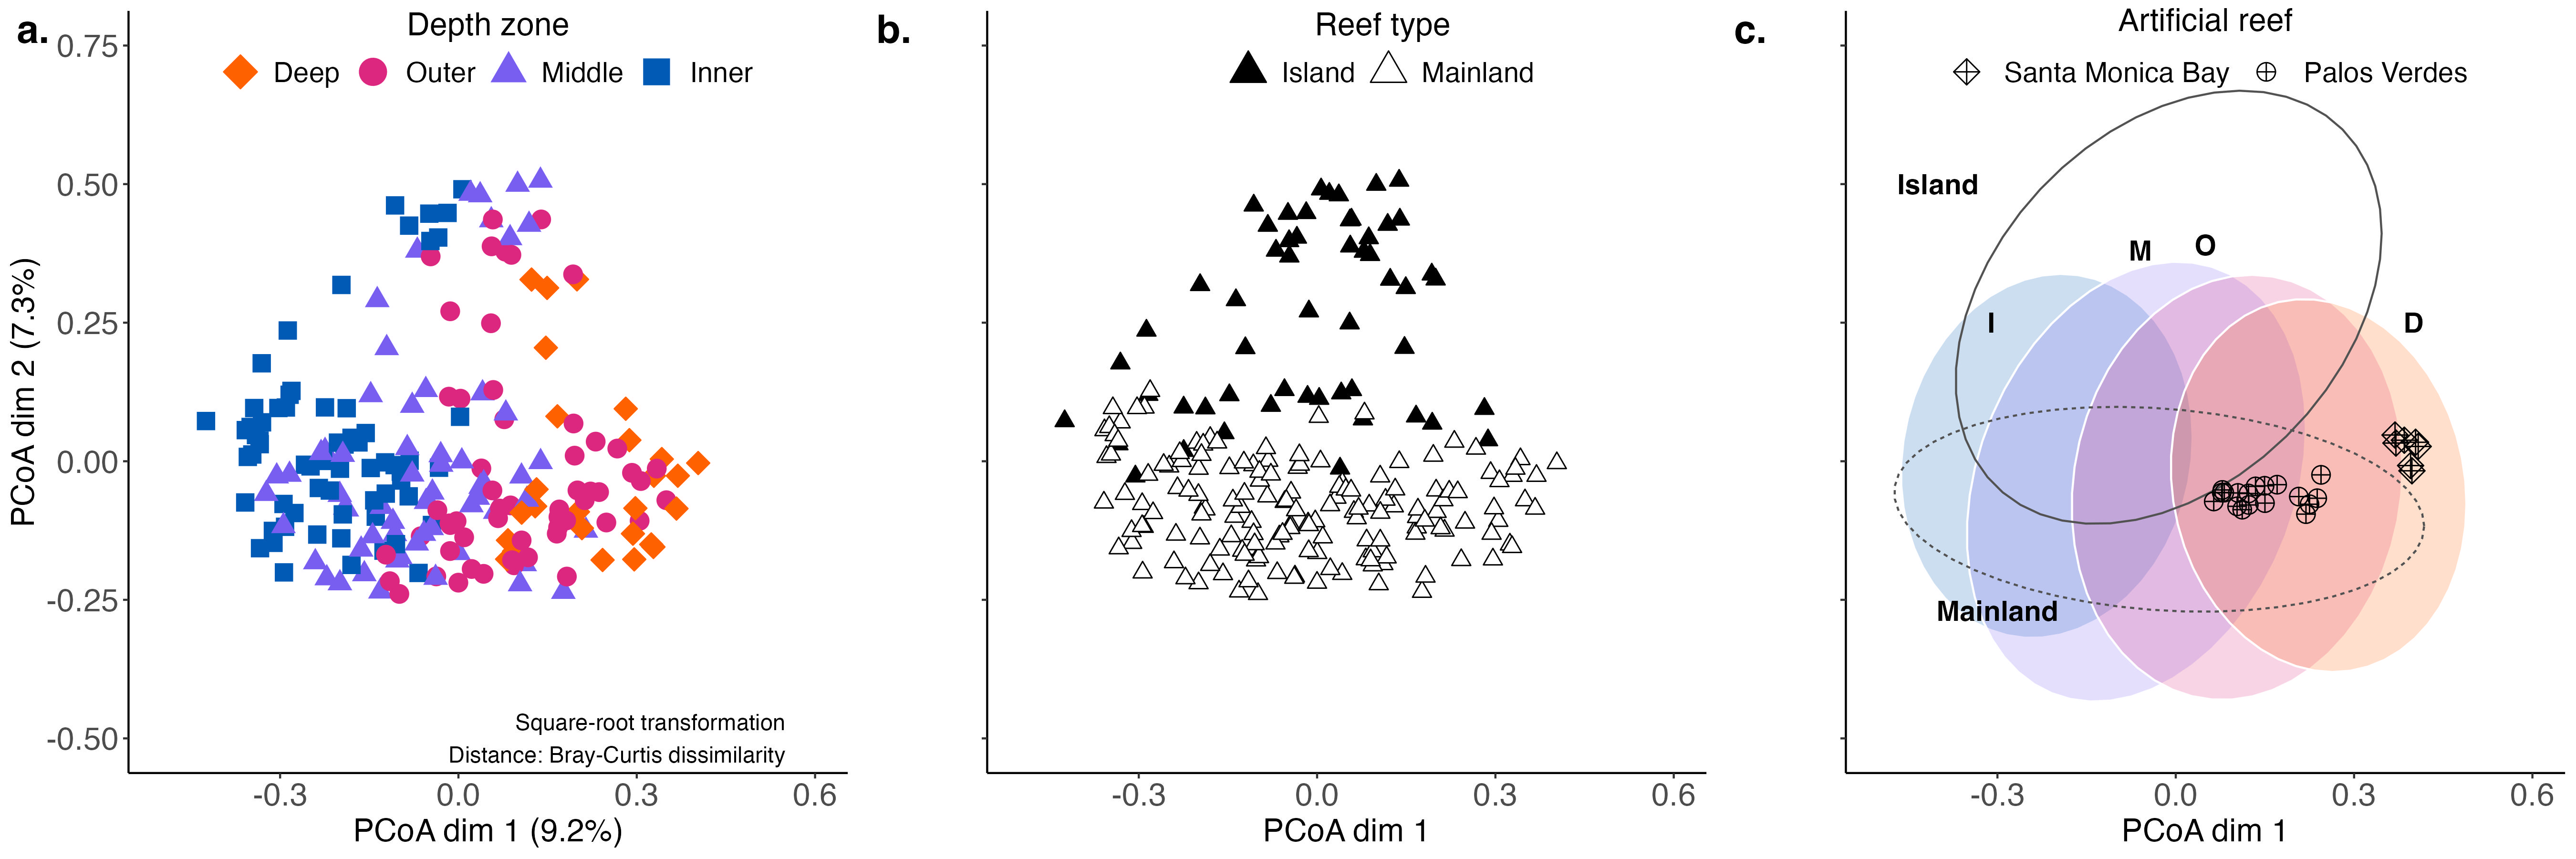 a.
Depth zone
Deep Outer Middle Inner
0.75
0.50
0.25
0.00
-0.25
-0.50
PCoA dim 2 (7.3%)
Square-root transformation
Distance: Bray-Curtis dissimilarity
-0.3 0.0 0.3 0.6
PCoA dim 1 (9.2%)
b.
Reef type
Island Mainland
-0.3 0.0 0.3 0.6
PCoA dim 1
c.
Artificial reef
Santa Monica Bay Palos Verdes
Island
M O
I D
Mainland
-0.3 0.0 0.3 0.6
PCoA dim 1